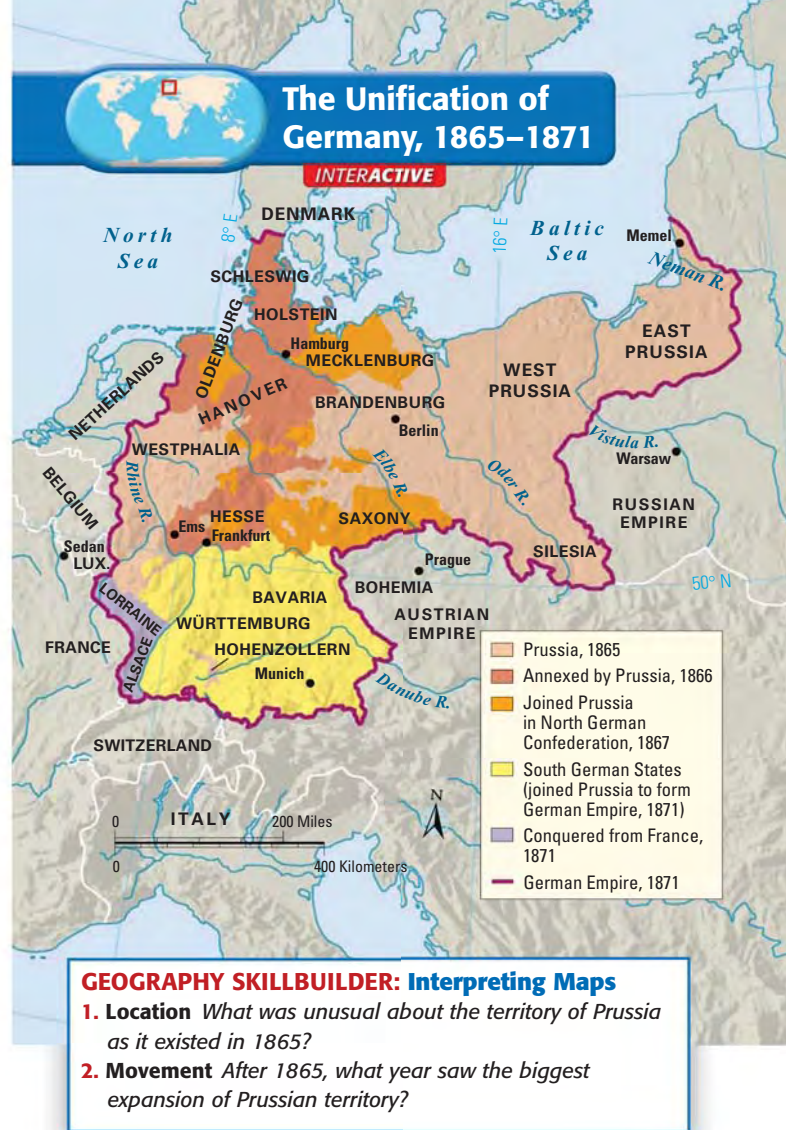 The Unification of
Germany, 1865–1871
INTERACTIVE
DENMARK
North
Sea
8° E
16° E
Baltic
Sea
Memel
Neman R.
SCHLESWIG
HOLSTEIN
Hamburg
OLDENBURG
MECKLENBURG
EAST
PRUSSIA
WEST
PRUSSIA
NETHERLANDS
HANOVER
BRANDENBURG
Berlin
WESTPHALIA
Vistula R.
Warsaw
BELGIUM
Rhine R.
Elbe R.
Oder R.
RUSSIAN
EMPIRE
HESSE
SAXONY
Ems
Frankfurt
Sedan
LUX.
Prague
SILESIA
50° N
LORRAINE
BAVARIA
BOHEMIA
WÜRTTEMBURG
AUSTRIAN
EMPIRE
FRANCE
ALSACE
HOHENZOLLERN
Munich
Danube R.
SWITZERLAND
ITALY
0
200 Miles
0
400 Kilometers
N
Prussia, 1865
Annexed by Prussia, 1866
Joined Prussia
in North German
Confederation, 1867
South German States
(joined Prussia to form
German Empire, 1871)
Conquered from France,
1871
German Empire, 1871
GEOGRAPHY SKILLBUILDER: Interpreting Maps
1. Location What was unusual about the territory of Prussia
as it existed in 1865?
2. Movement After 1865, what year saw the biggest
expansion of Prussian territory?